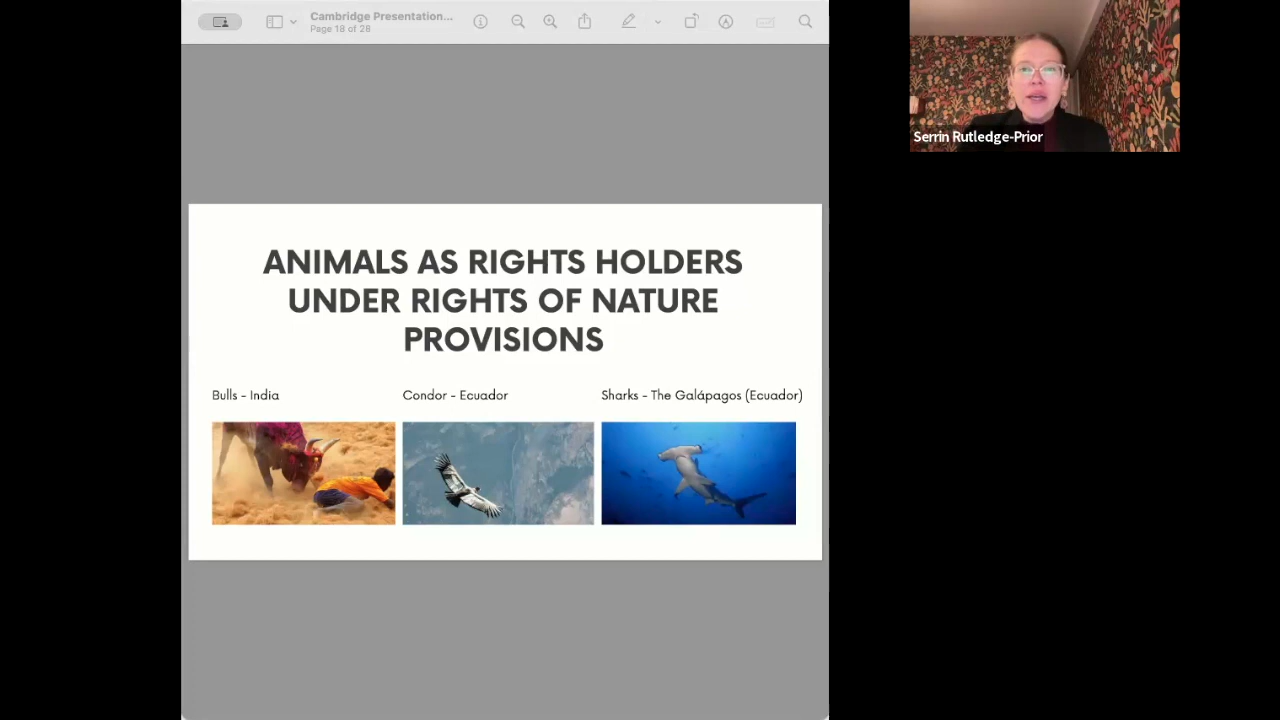 Cambridge Presentation...
Page 18 of 28
Serrin Rutledge-Prior
ANIMALS AS RIGHTS HOLDERS
UNDER RIGHTS OF NATURE
PROVISIONS
Bulls - India
Condor - Ecuador
Sharks - The Galápagos (Ecuador)